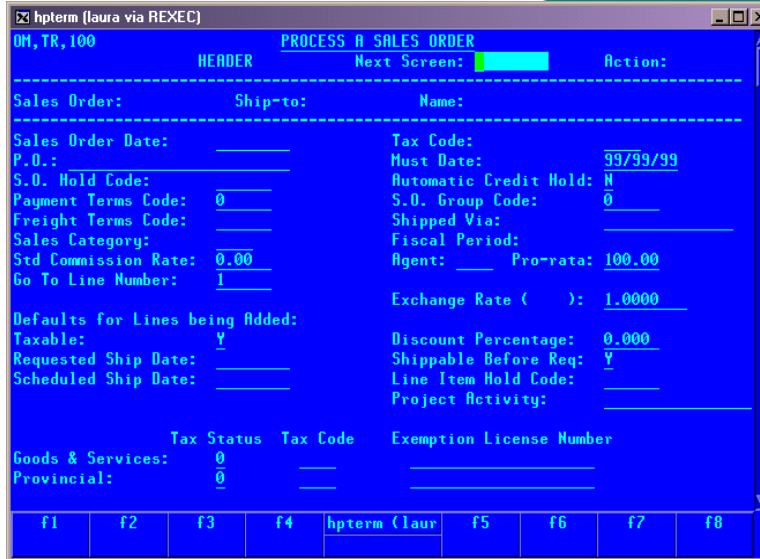 hpterm (laura via REXEC)
OM,TR,100 PROCESS A SALES ORDER
HEADER Next Screen: Action:
Sales Order: Ship-to: Name:
Sales Order Date: Tax Code:
P.O.: Must Date: 99/99/99
S.O. Hold Code: Automatic Credit Hold: N
Payment Terms Code: 0 S.O. Group Code: 0
Freight Terms Code: Shipped Via:
Sales Category: Fiscal Period:
Std Commission Rate: 0.00 Agent: Pro-rata: 100.00
Go To Line Number: 1
Exchange Rate ( ): 1.0000
Defaults for Lines being Added:
Taxable: Y Discount Percentage: 0.000
Requested Ship Date: Shippable Before Req: Y
Scheduled Ship Date: Line Item Hold Code:
Project Activity:
Tax Status Tax Code Exemption License Number
Goods & Services: 0
Provincial: 0
f1 f2 f3 f4 hpterm (laur f5 f6 f7 f8